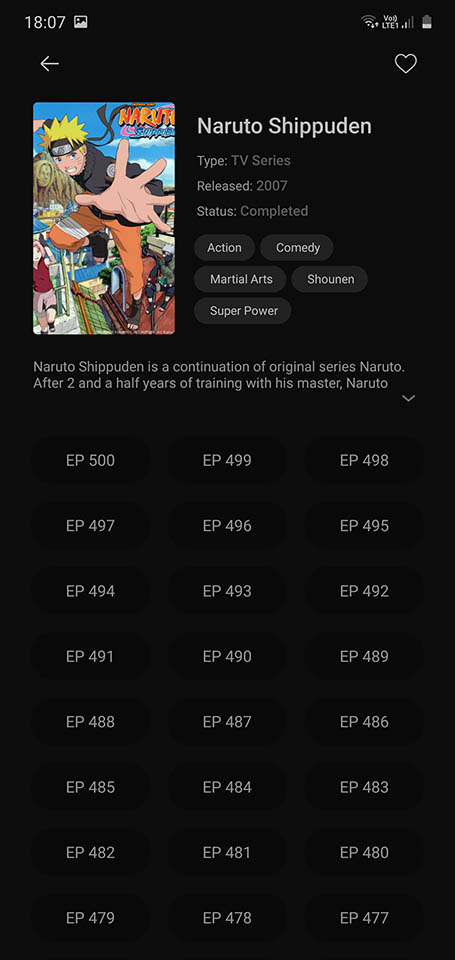 18:07 Vo) LTE1
NARUTO
SHIPPUDEN
Naruto Shippuden
Type: TV Series
Released: 2007
Status: Completed
Action Comedy
Martial Arts Shounen
Super Power
Naruto Shippuden is a continuation of original series Naruto.
After 2 and a half years of training with his master, Naruto
EP 500 EP 499 EP 498
EP 497 EP 496 EP 495
EP 494 EP 493 EP 492
EP 491 EP 490 EP 489
EP 488 EP 487 EP 486
EP 485 EP 484 EP 483
EP 482 EP 481 EP 480
EP 479 EP 478 EP 477